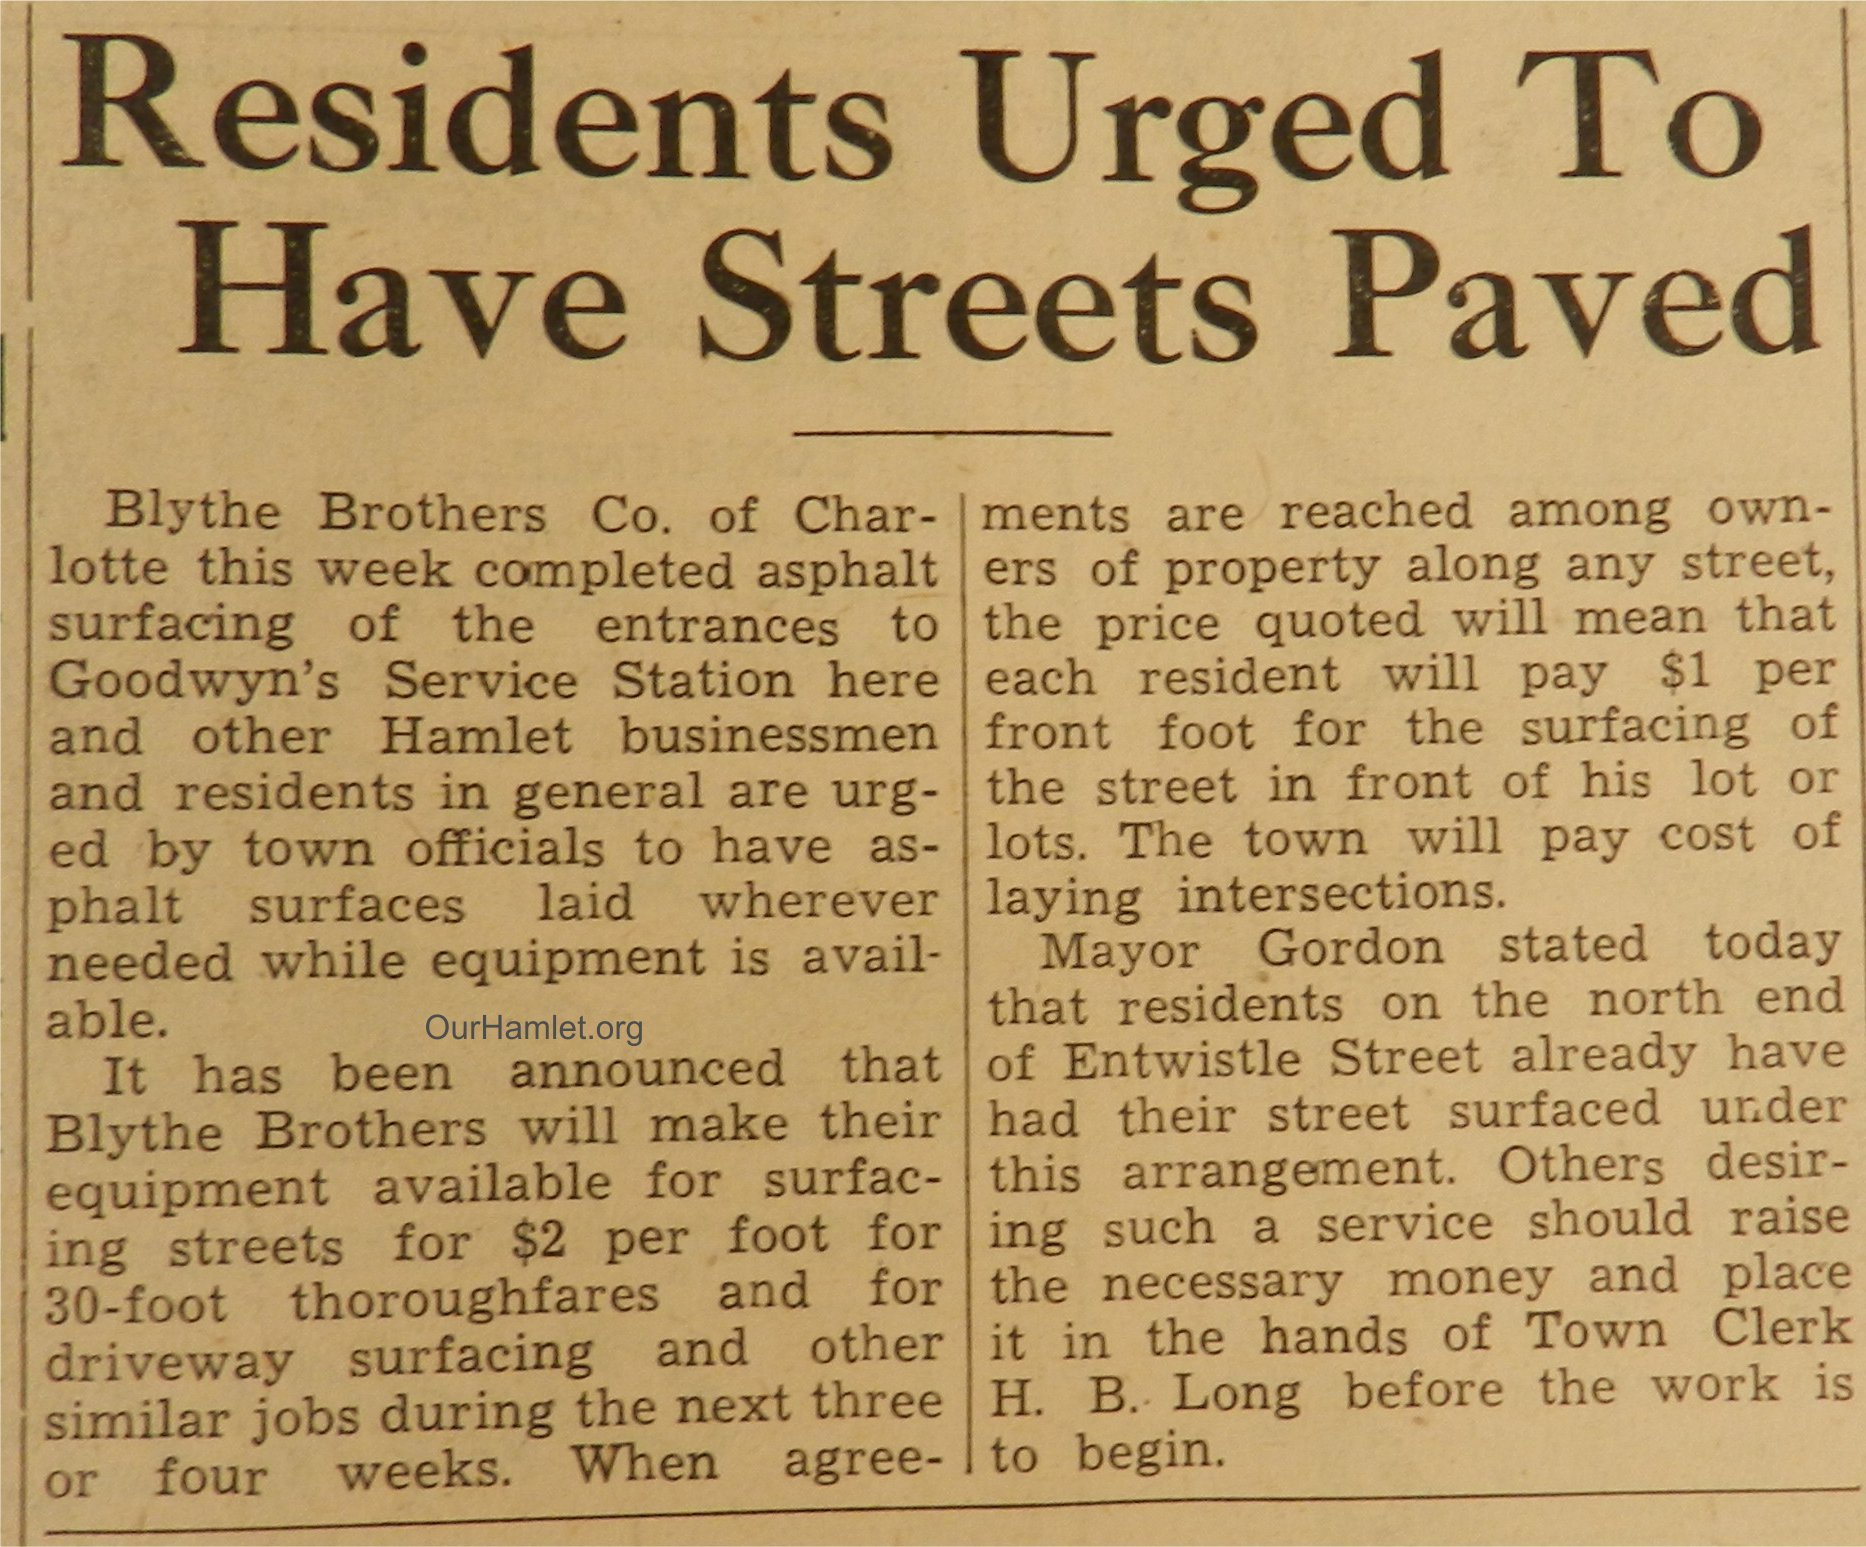 Residents Urged To
Have Streets Paved
Blythe Brothers Co. of Char-
lotte this week completed asphalt
surfacing of the entrances to
Goodwyn's Service Station here
and other Hamlet businessmen
and residents in general are urg-
ed by town officials to have as-
phalt surfaces laid wherever
needed while equipment is avail-
able.
OurHamlet.org
It has been announced that
Blythe Brothers will make their
equipment available for surfac-
ing streets for $2 per foot for
30-foot thoroughfares and for
driveway surfacing and other
similar jobs during the next three
or four weeks. When agree-
ments are reached among own-
ers of property along any street,
the price quoted will mean that
each resident will pay $1 per
front foot for the surfacing of
the street in front of his lot or
lots. The town will pay cost of
laying intersections.
Mayor Gordon stated today
that residents on the north end
of Entwistle Street already have
had their street surfaced under
this arrangement. Others desir-
ing such a service should raise
the necessary money and place
it in the hands of Town Clerk
H. B. Long before the work is
to begin.